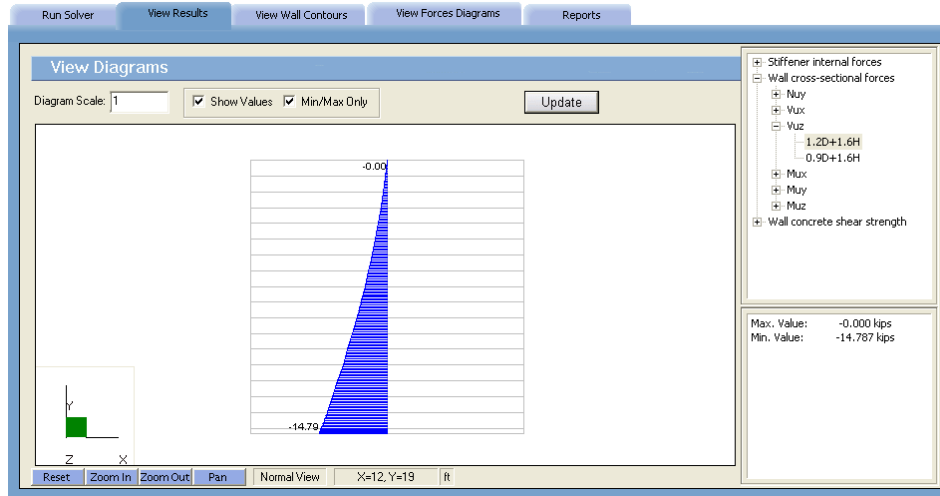 Run Solver View Results View Wall Contours View Forces Diagrams Reports
View Diagrams
Diagram Scale: 1 Show Values Min/Max Only Update
-0.00
-14.79
Y
Z X
Reset Zoom In Zoom Out Pan Normal View X=12, Y=19 ft
Stiffener internal forces
Wall cross-sectional forces
Nuy
Vux
Vuz
1.2D+1.6H
0.9D+1.6H
Mux
Muy
Muz
Wall concrete shear strength
Max. Value: -0.000 kips
Min. Value: -14.787 kips